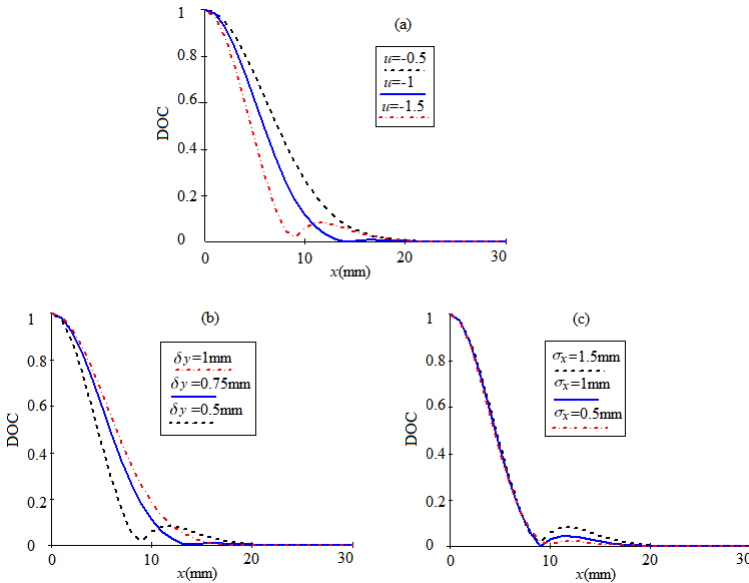 (a)
1
0.8
0.6
0.4
0.2
0
DOC
u=-0.5
u=-1
u=-1.5
0
10
20
30
x(mm)
(b)
1
0.8
0.6
0.4
0.2
0
DOC
δy=1mm
δy=0.75mm
δy=0.5mm
0
10
20
30
x(mm)
(c)
1
0.8
0.6
0.4
0.2
0
DOC
σx=1.5mm
σx=1mm
σx=0.5mm
0
10
20
30
x(mm)